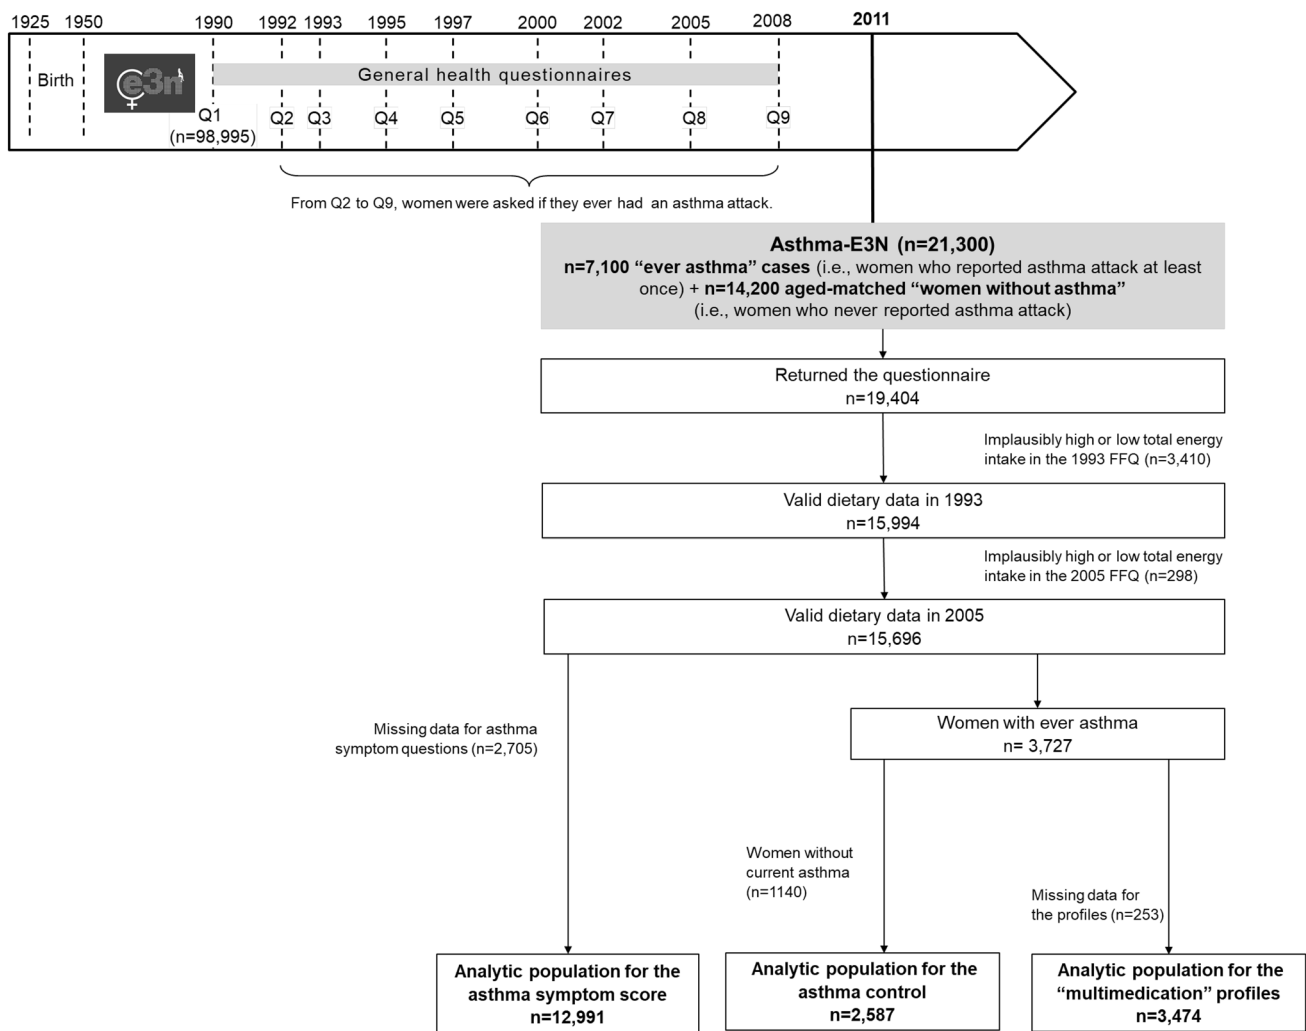 1925 1950 1990 1992 1993 1995 1997 2000 2002 2005 2008 2011
Birth
e3n
General health questionnaires
Q1 Q2 Q3 Q4 Q5 Q6 Q7 Q8 Q9
(n=98,995)
From Q2 to Q9, women were asked if they ever had an asthma attack.
Asthma-E3N (n=21,300)
n=7,100 “ever asthma” cases (i.e., women who reported asthma attack at least
once) + n=14,200 aged-matched “women without asthma”
(i.e., women who never reported asthma attack)
Returned the questionnaire
n=19,404
Implausibly high or low total energy
intake in the 1993 FFQ (n=3,410)
Valid dietary data in 1993
n=15,994
Implausibly high or low total energy
intake in the 2005 FFQ (n=298)
Valid dietary data in 2005
n=15,696
Missing data for asthma
symptom questions (n=2,705)
Women with ever asthma
n= 3,727
Women without
current asthma
(n=1140)
Missing data for
the profiles (n=253)
Analytic population for the
asthma symptom score
n=12,991
Analytic population for the
asthma control
n=2,587
Analytic population for the
“multimedication” profiles
n=3,474